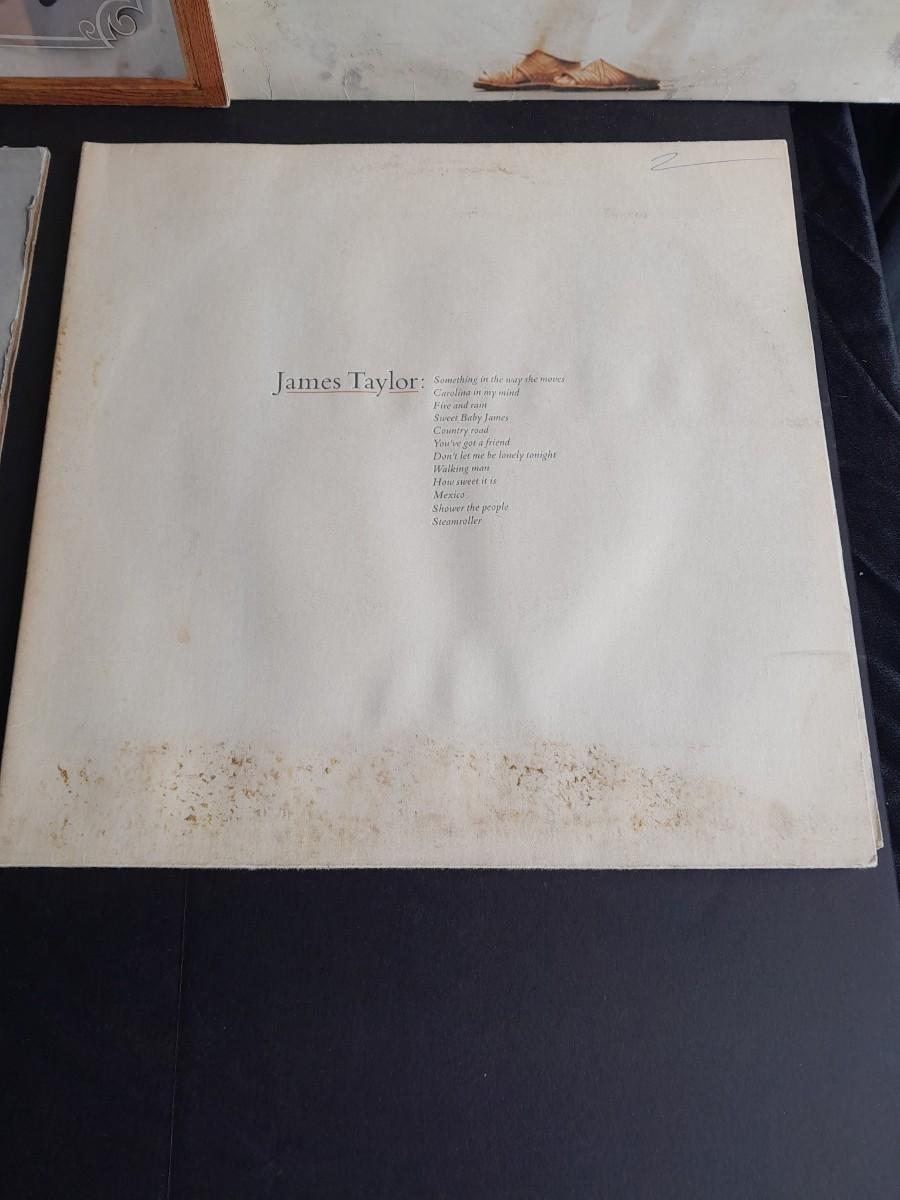 2
James Taylor: Something in the way she moves
Carolina in my mind
Fire and rain
Sweet Baby James
Country road
You've got a friend
Don't let me be lonely tonight
Walking man
How sweet it is
Mexico
Shower the people
Steamroller